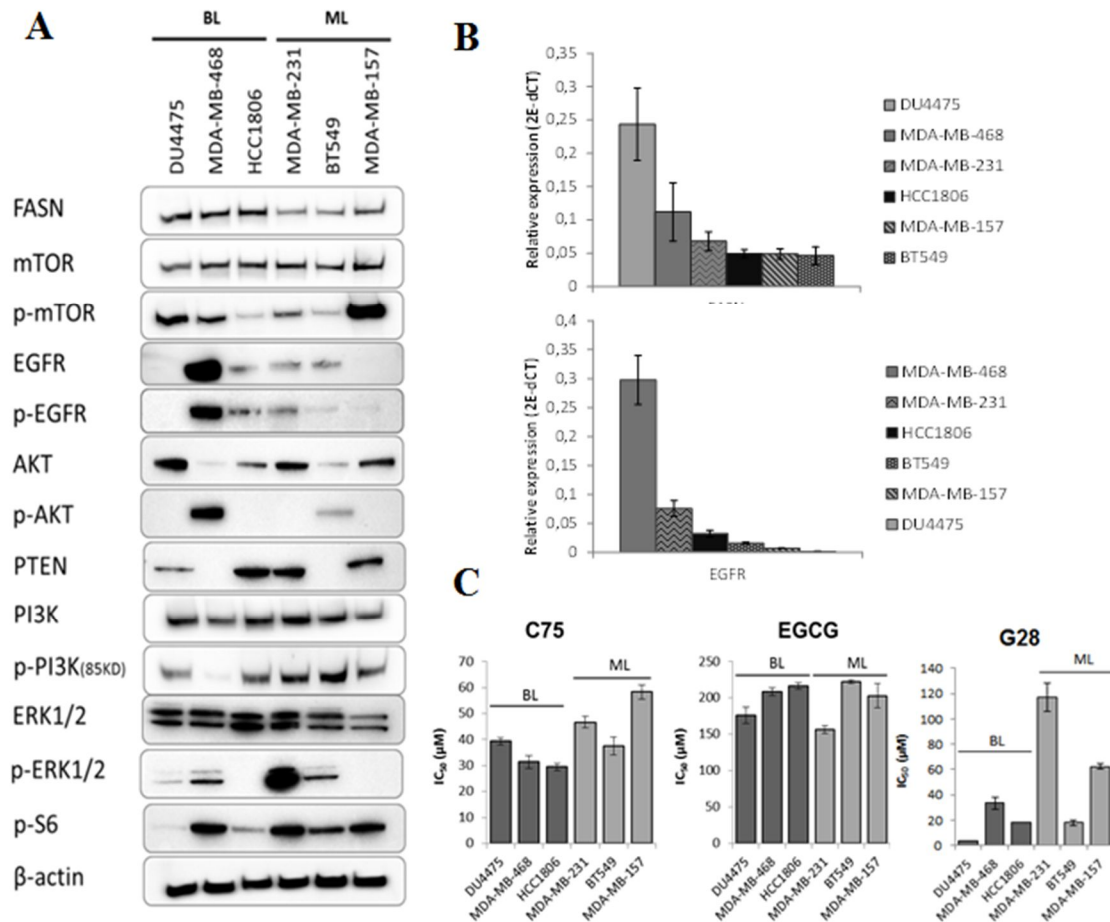 A
BL ML
DU4475
MDA-MB-468
HCC1806
MDA-MB-231
BT549
MDA-MB-157
FASN
mTOR
p-mTOR
EGFR
p-EGFR
AKT
p-AKT
PTEN
PI3K
p-PI3K(85KD)
ERK1/2
p-ERK1/2
p-S6
β-actin
B
Relative expression (2E-dCT)
0,35
0,3
0,25
0,2
0,15
0,1
0,05
0
DU4475
MDA-MB-468
MDA-MB-231
HCC1806
MDA-MB-157
BT549
Relative expression (2E-dCT)
0,4
0,35
0,3
0,25
0,2
0,15
0,1
0,05
0
EGFR
MDA-MB-468
MDA-MB-231
HCC1806
BT549
MDA-MB-157
DU4475
C
C75
IC50 (µM)
70
60
50
40
30
20
10
0
BL
ML
DU4475
MDA-MB-468
HCC1806
MDA-MB-231
BT549
MDA-MB-157
EGCG
IC50 (µM)
250
200
150
100
50
0
BL
ML
DU4475
MDA-MB-468
HCC1806
MDA-MB-231
BT549
MDA-MB-157
G28
IC50 (µM)
140
120
100
80
60
40
20
0
BL
ML
DU4475
MDA-MB-468
HCC1806
MDA-MB-231
BT549
MDA-MB-157